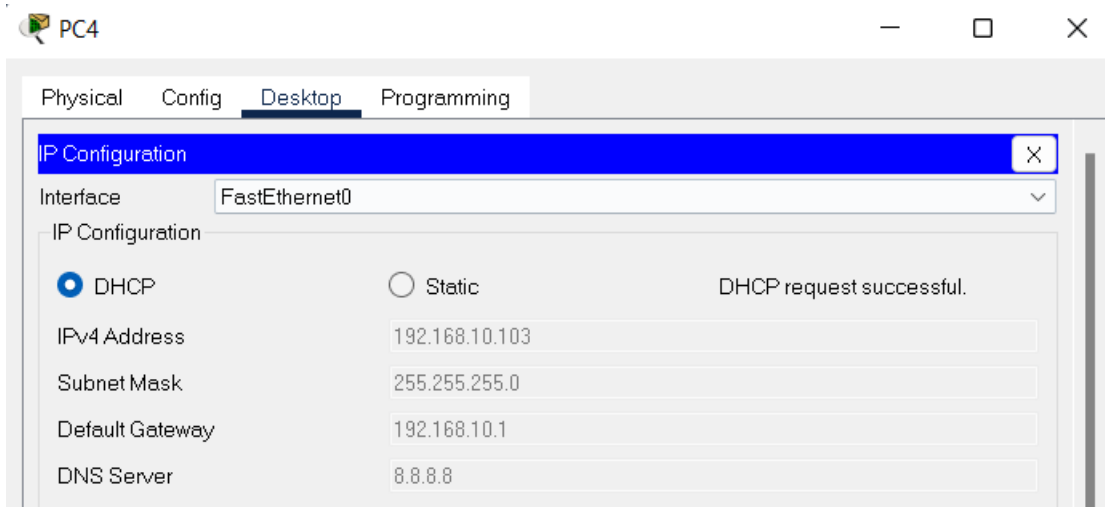 PC4
Physical Config Desktop Programming
IP Configuration X
Interface FastEthernet0
IP Configuration
DHCP Static DHCP request successful.
IPv4 Address 192.168.10.103
Subnet Mask 255.255.255.0
Default Gateway 192.168.10.1
DNS Server 8.8.8.8